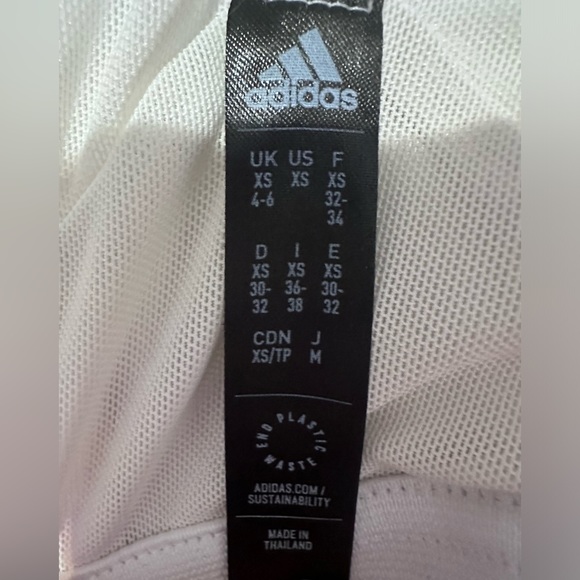 adidas
UK US F
XS XS XS
4-6 32-
34
D I E
XS XS XS
30- 36- 30-
32 38 32
CDN J
XS/TP M
END PLASTIC WASTE
ADIDAS.COM/
SUSTAINABILITY
MADE IN
THAILAND